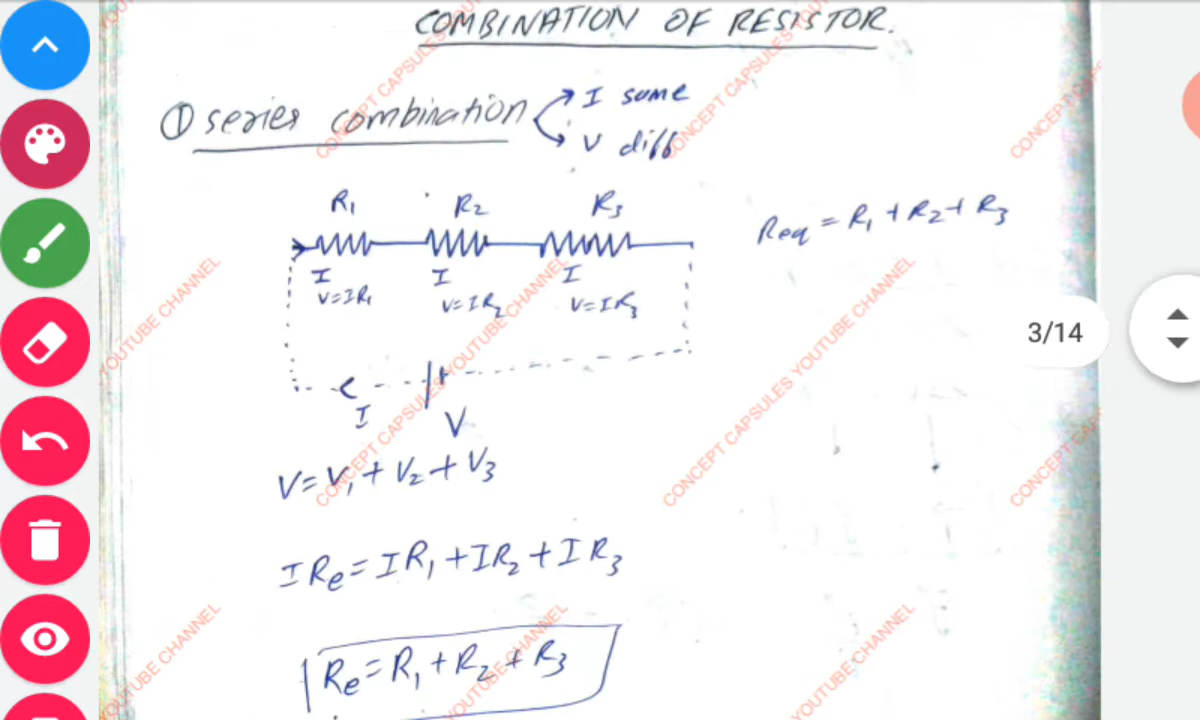 COMBINATION OF RESISTOR.
① series combination
I same
V diff
R₁ R₂ R₃
Req = R₁ + R₂ + R₃
I I I
V=IR₁ V=IR₂ V=IR₃
3/14
I
V
V=V₁+V₂+V₃
IRe=IR₁+IR₂+IR₃
Re=R₁+R₂+R₃
CONCEPT CAPSULES YOUTUBE CHANNEL